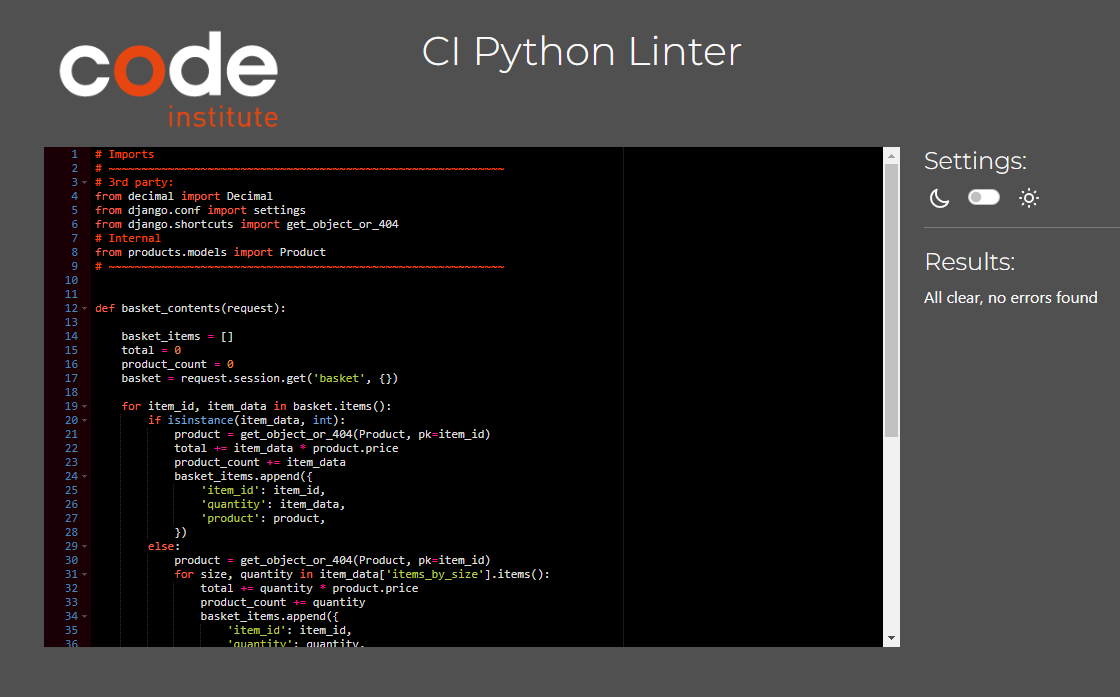 code
institute
CI Python Linter
1 # Imports
2 # ~~~~~~~~~~~~~~~~~~~~~~~~~~~~~~~~~~~~~~~~~~~~~~~~~~~~~~~~~~~~
3 # 3rd party:
4 from decimal import Decimal
5 from django.conf import settings
6 from django.shortcuts import get_object_or_404
7 # Internal
8 from products.models import Product
9 # ~~~~~~~~~~~~~~~~~~~~~~~~~~~~~~~~~~~~~~~~~~~~~~~~~~~~~~~~~~~~
10
11
12 def basket_contents(request):
13
14     basket_items = []
15     total = 0
16     product_count = 0
17     basket = request.session.get('basket', {})
18
19     for item_id, item_data in basket.items():
20         if isinstance(item_data, int):
21             product = get_object_or_404(Product, pk=item_id)
22             total += item_data * product.price
23             product_count += item_data
24             basket_items.append({
25                 'item_id': item_id,
26                 'quantity': item_data,
27                 'product': product,
28             })
29         else:
30             product = get_object_or_404(Product, pk=item_id)
31             for size, quantity in item_data['items_by_size'].items():
32                 total += quantity * product.price
33                 product_count += quantity
34                 basket_items.append({
35                     'item_id': item_id,
36                     'quantity': quantity,
Settings:
Results:
All clear, no errors found